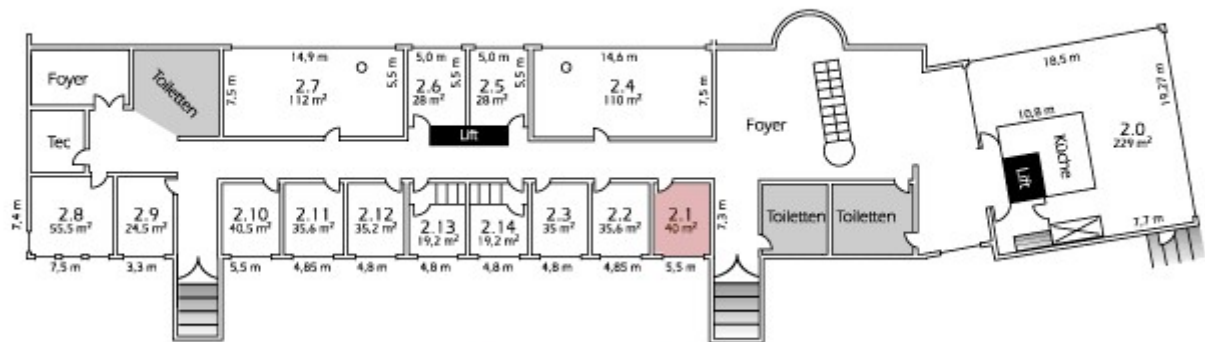 14,9 m
5,0 m
5,0 m
14,6 m
18,5 m
Foyer
Toiletten
7,5 m
2.7
112 m²
5,5 m
2.6
28 m²
5,5 m
2.5
28 m²
5,5 m
2.4
110 m²
7,5 m
19,27 m
10,8 m
Foyer
Küche
2.0
229 m²
Lift
Tec
Lift
7,4 m
2.8
55,5 m²
2.9
24,5 m²
2.10
40,5 m²
2.11
35,6 m²
2.12
35,2 m²
2.13
19,2 m²
2.14
19,2 m²
2.3
35 m²
2.2
35,6 m²
2.1
40 m²
7,3 m
Toiletten
Toiletten
7,7 m
7,5 m
3,3 m
5,5 m
4,85 m
4,8 m
4,8 m
4,8 m
4,8 m
4,85 m
5,5 m